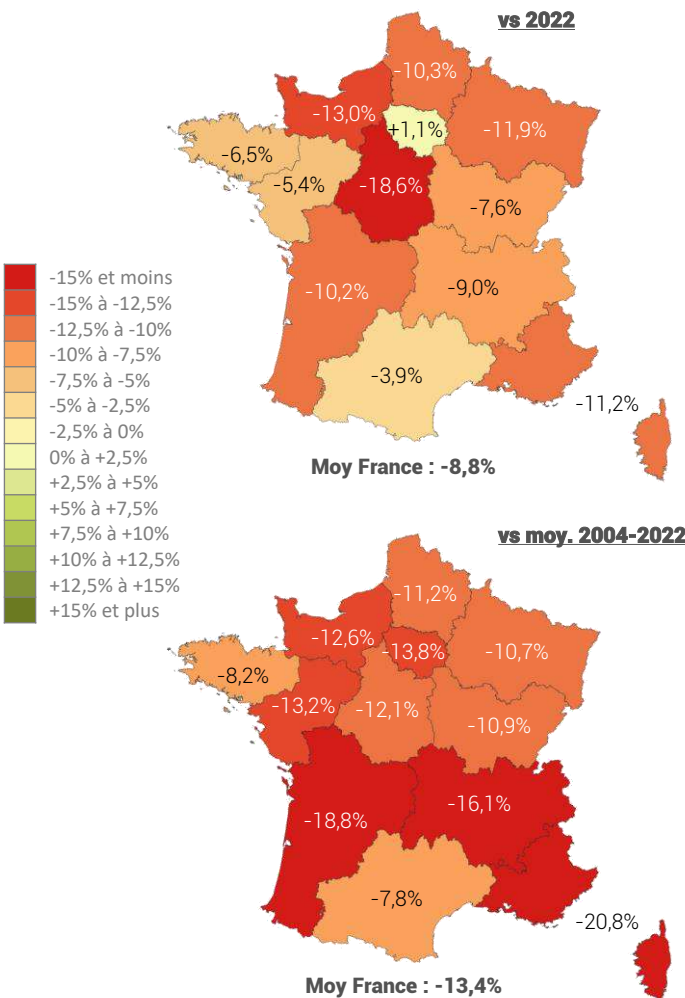 vs 2022
-10,3%
-13,0%
+1,1%
-11,9%
-6,5%
-5,4%
-18,6%
-7,6%
-10,2%
-9,0%
-3,9%
-11,2%
Moy France : -8,8%
-15% et moins
-15% à -12,5%
-12,5% à -10%
-10% à -7,5%
-7,5% à -5%
-5% à -2,5%
-2,5% à 0%
0% à +2,5%
+2,5% à +5%
+5% à +7,5%
+7,5% à +10%
+10% à +12,5%
+12,5% à +15%
+15% et plus
vs moy. 2004-2022
-11,2%
-12,6%
-13,8%
-10,7%
-8,2%
-13,2%
-12,1%
-10,9%
-18,8%
-16,1%
-7,8%
-20,8%
Moy France : -13,4%